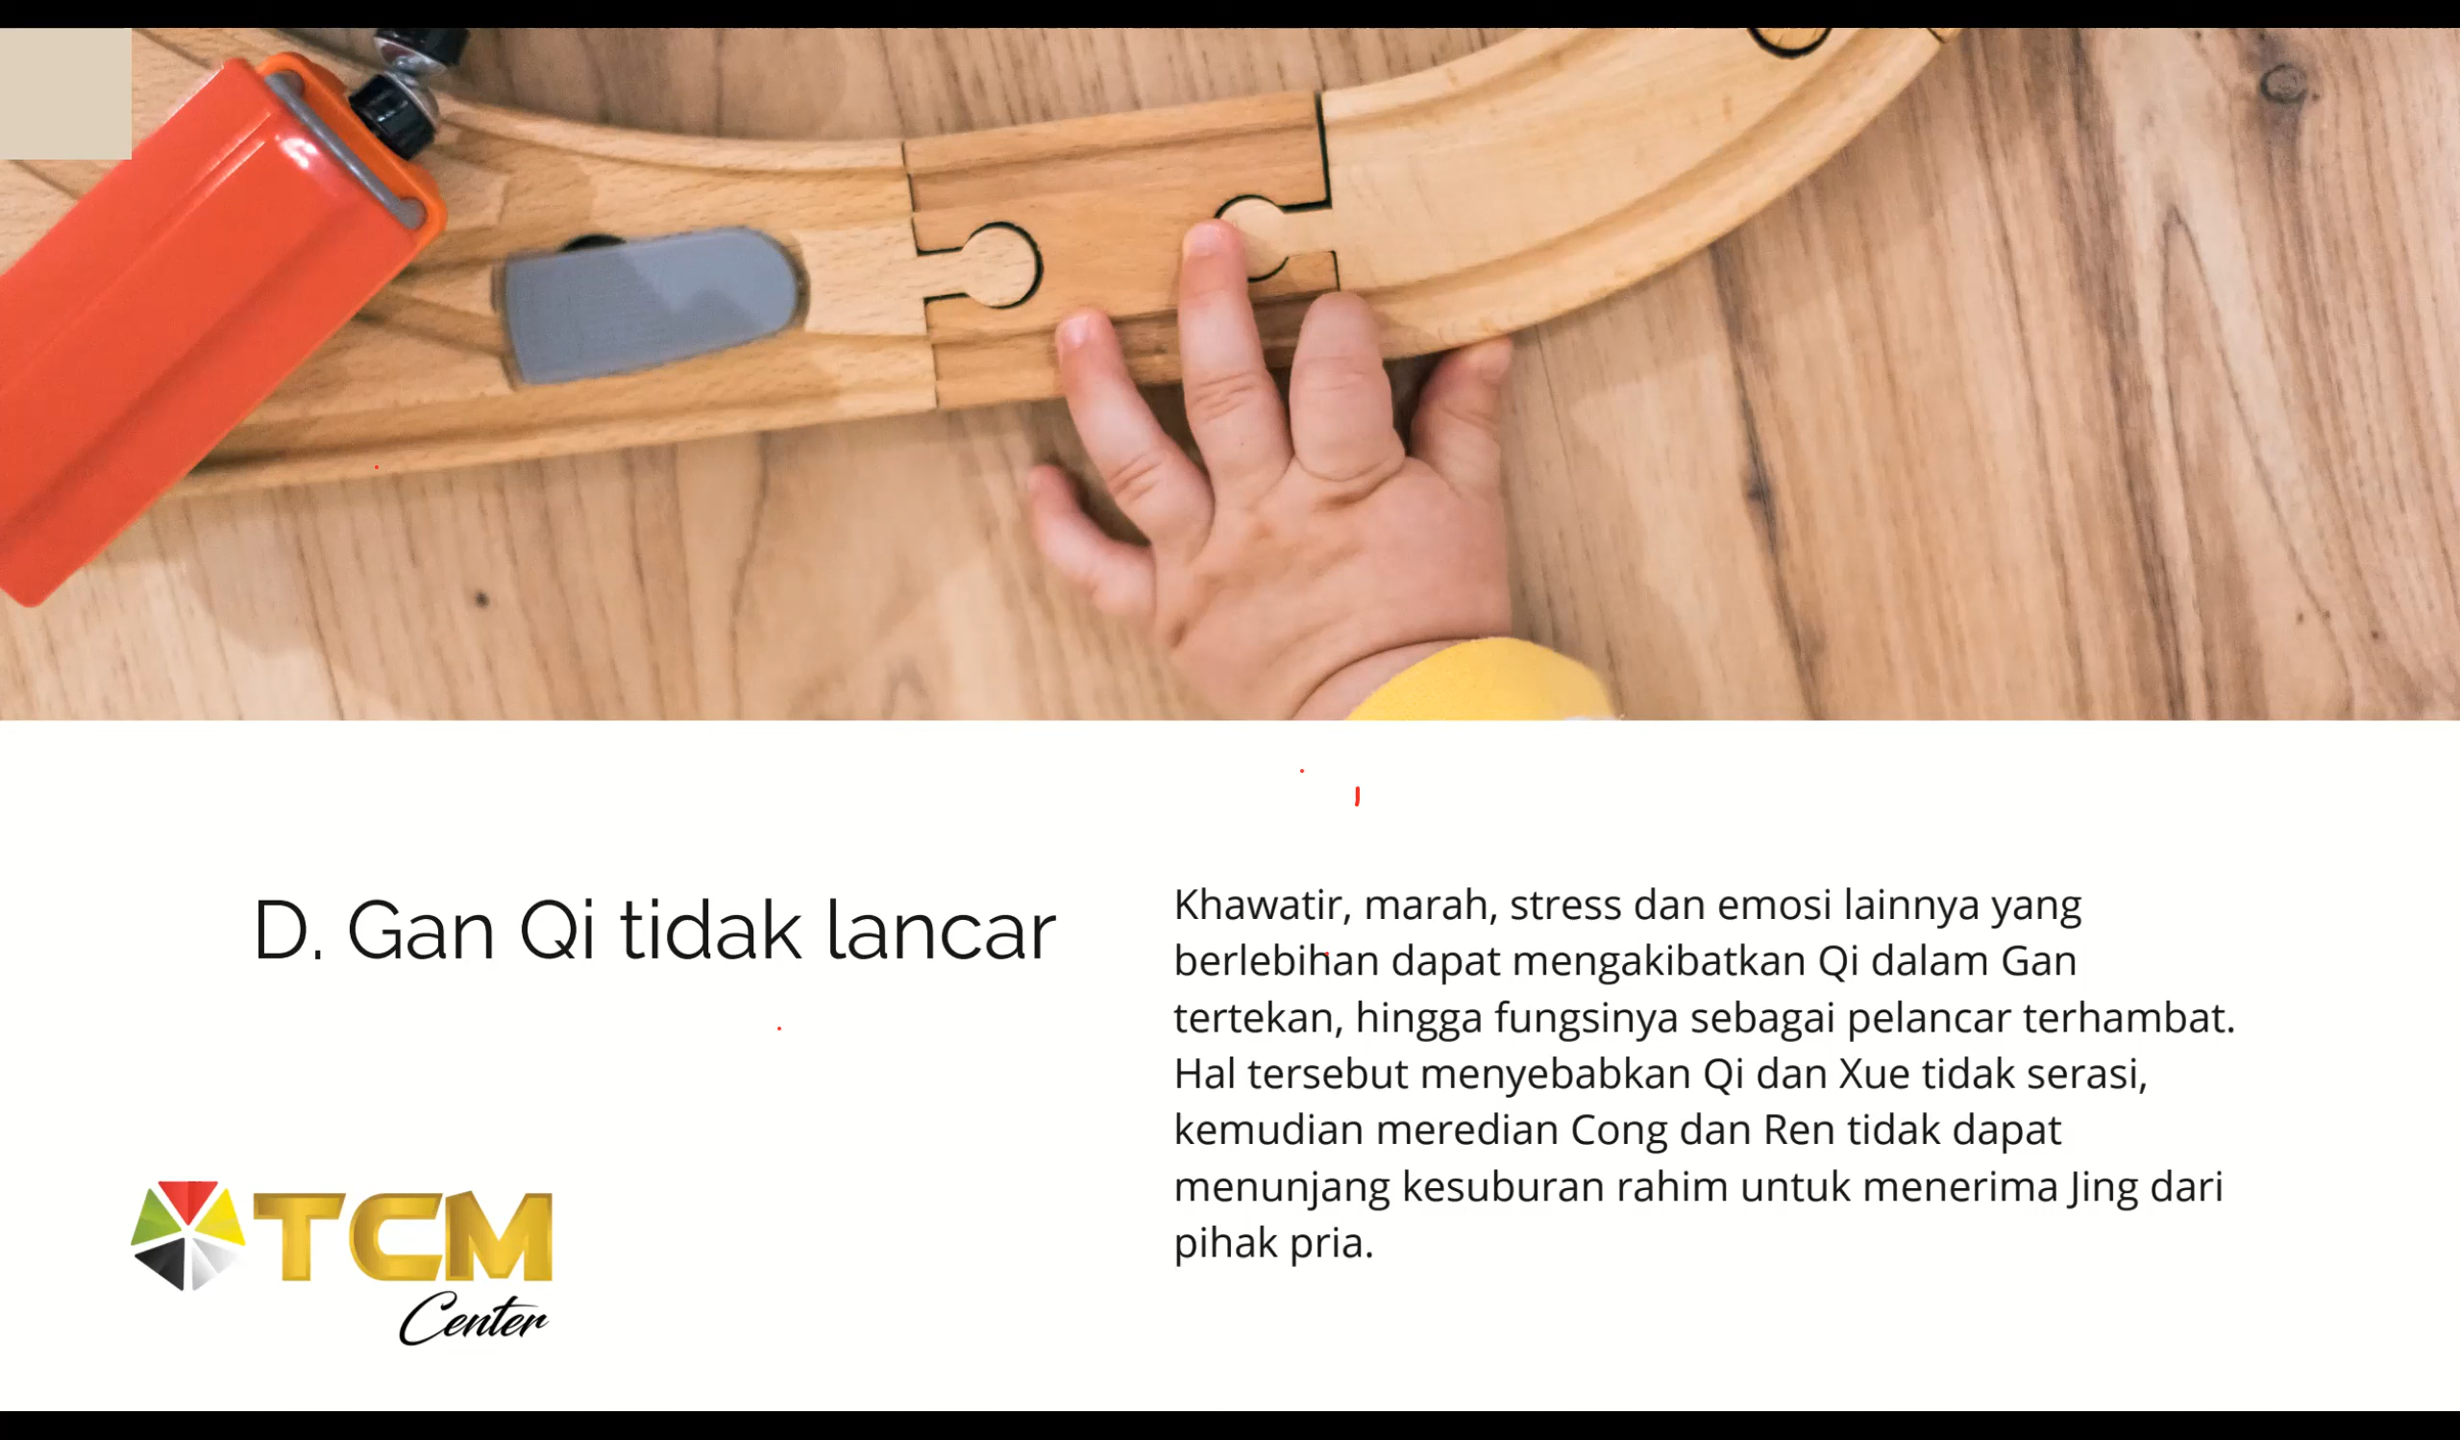 D. Gan Qi tidak lancar
Khawatir, marah, stress dan emosi lainnya yang
berlebihan dapat mengakibatkan Qi dalam Gan
tertekan, hingga fungsinya sebagai pelancar terhambat.
Hal tersebut menyebabkan Qi dan Xue tidak serasi,
kemudian meredian Cong dan Ren tidak dapat
menunjang kesuburan rahim untuk menerima Jing dari
pihak pria.
TCM
Center